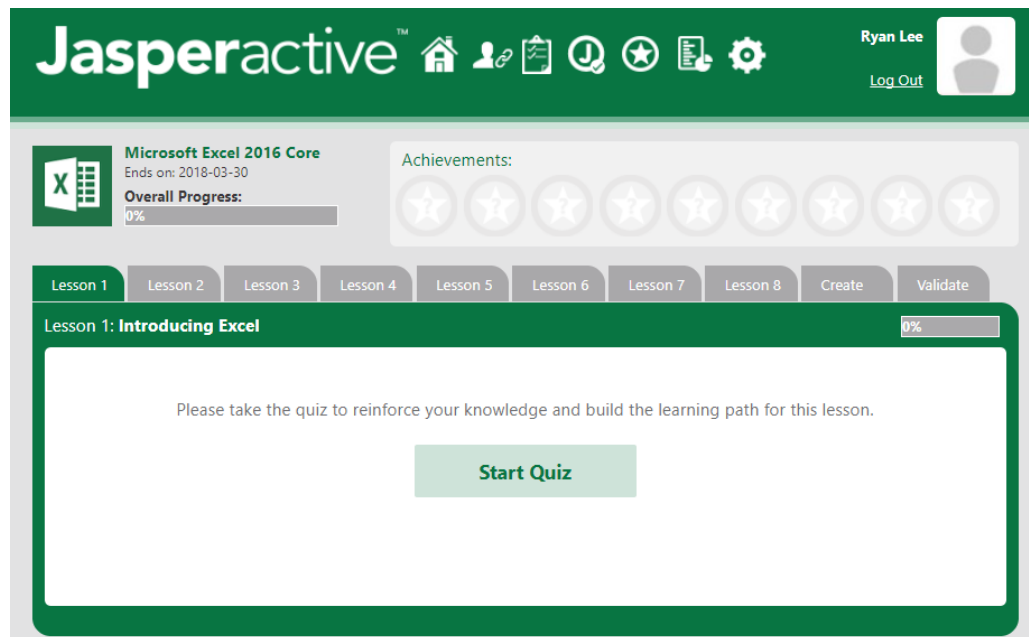 Jasperactive™
Ryan Lee
Log Out
Microsoft Excel 2016 Core
Ends on: 2018-03-30
Overall Progress:
0%
Achievements:
? ? ? ? ? ? ? ? ?
Lesson 1 Lesson 2 Lesson 3 Lesson 4 Lesson 5 Lesson 6 Lesson 7 Lesson 8 Create Validate
Lesson 1: Introducing Excel 0%
Please take the quiz to reinforce your knowledge and build the learning path for this lesson.
Start Quiz